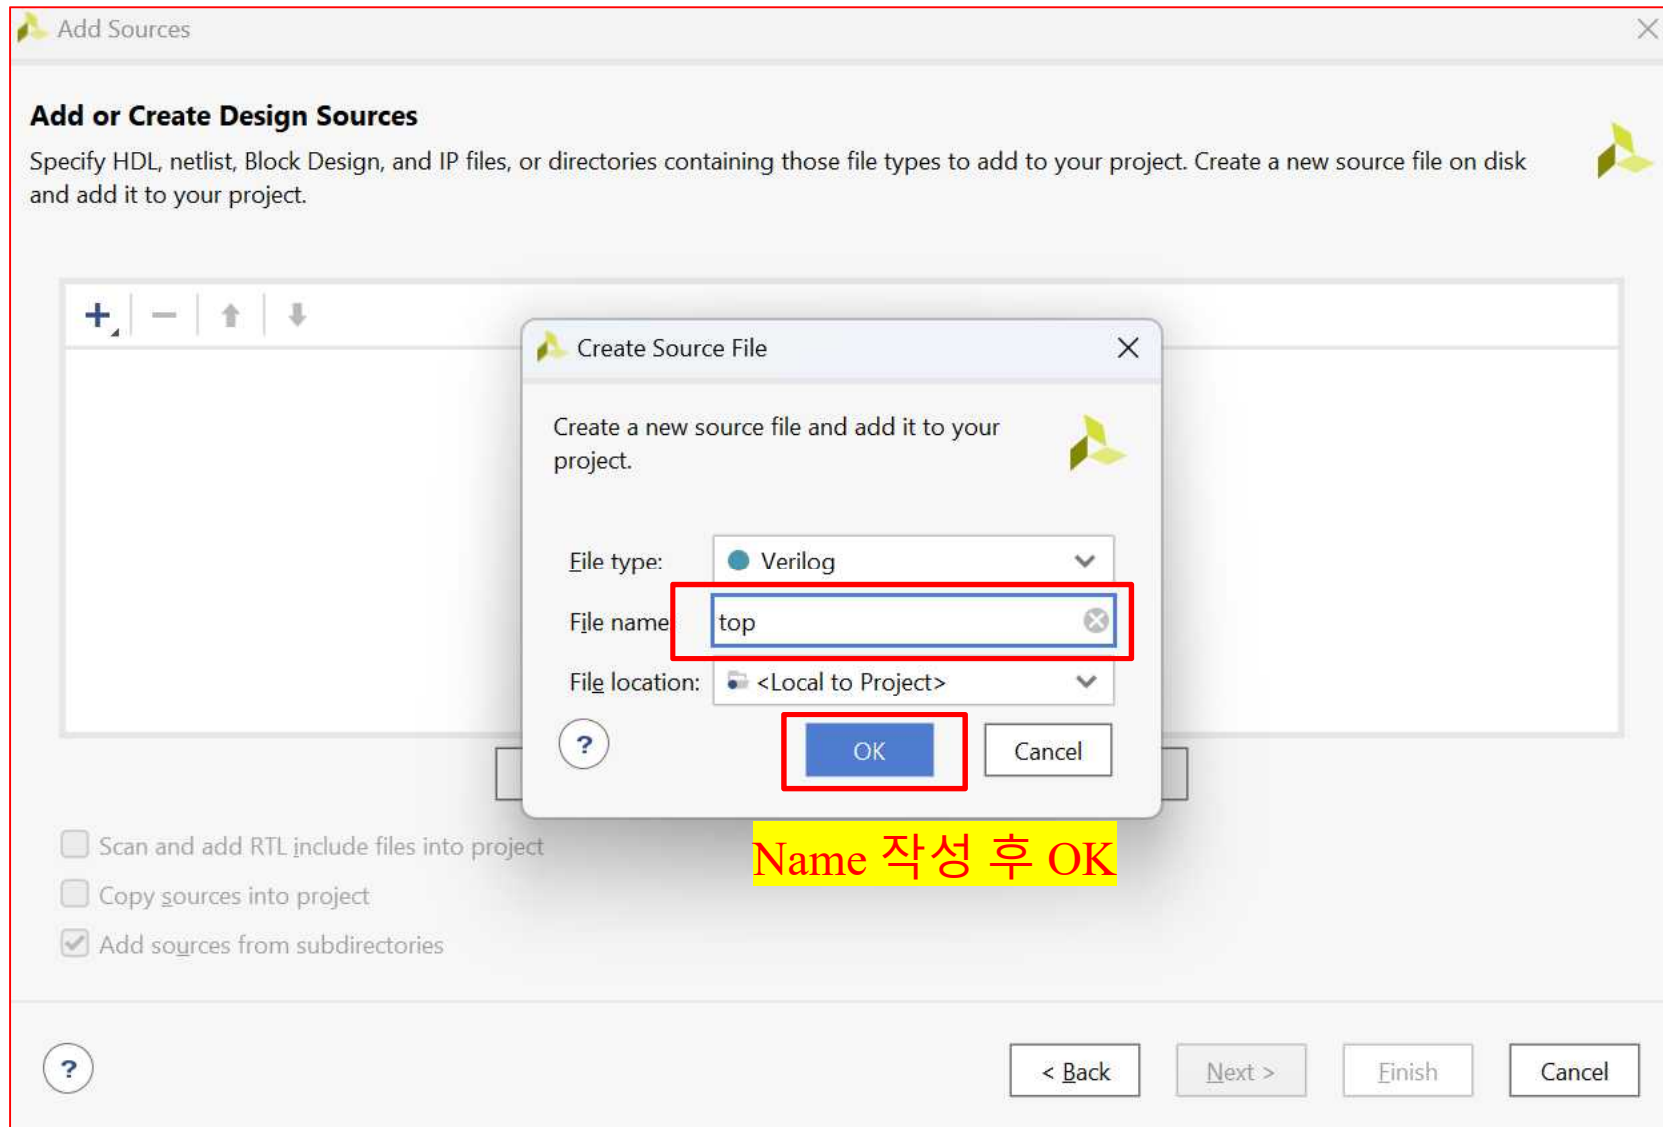 Add Sources
Add or Create Design Sources
Specify HDL, netlist, Block Design, and IP files, or directories containing those file types to add to your project. Create a new source file on disk
and add it to your project.
Create Source File
Create a new source file and add it to your
project.
File type: Verilog
File name top
File location: <Local to Project>
? OK Cancel
Name 작성 후 OK
Scan and add RTL include files into project
Copy sources into project
Add sources from subdirectories
? < Back Next > Finish Cancel